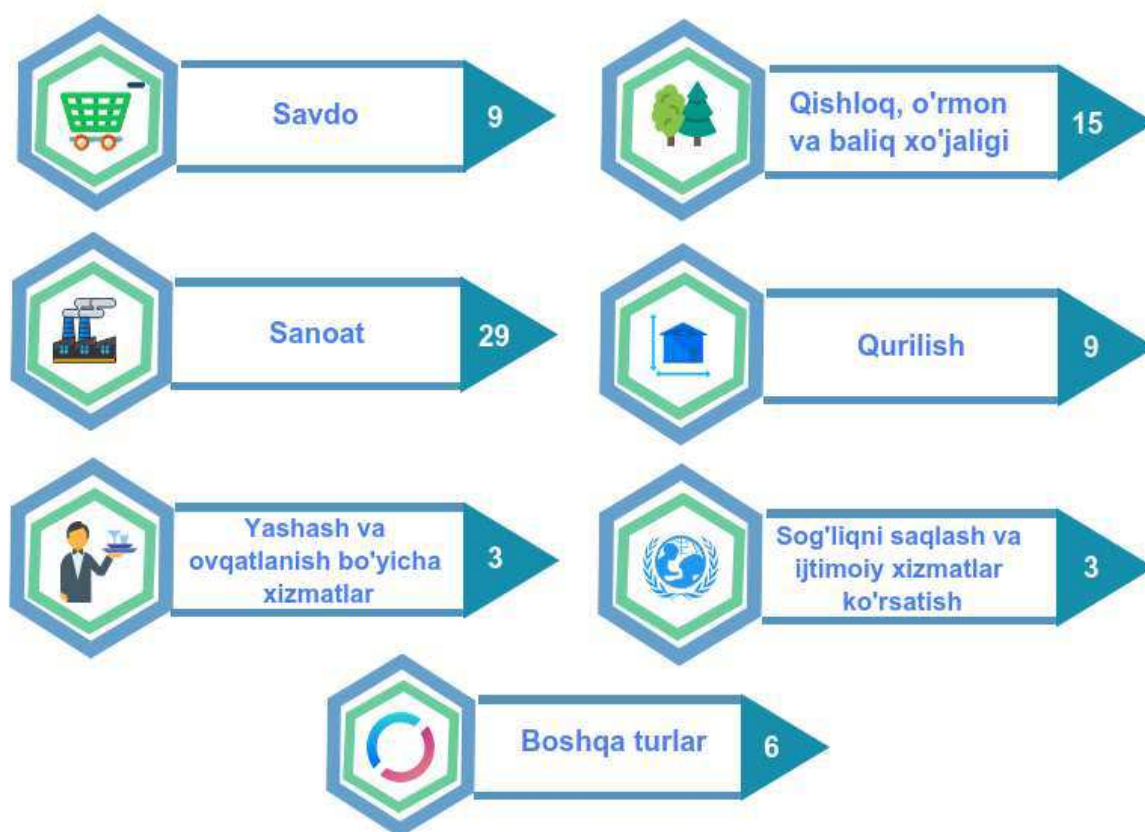 Savdo
9
Qishloq, o'rmon
va baliq xo'jaligi
15
Sanoat
29
Qurilish
9
Yashash va
ovqatlanish bo'yicha
xizmatlar
3
Sog'liqni saqlash va
ijtimoiy xizmatlar
ko'rsatish
3
Boshqa turlar
6